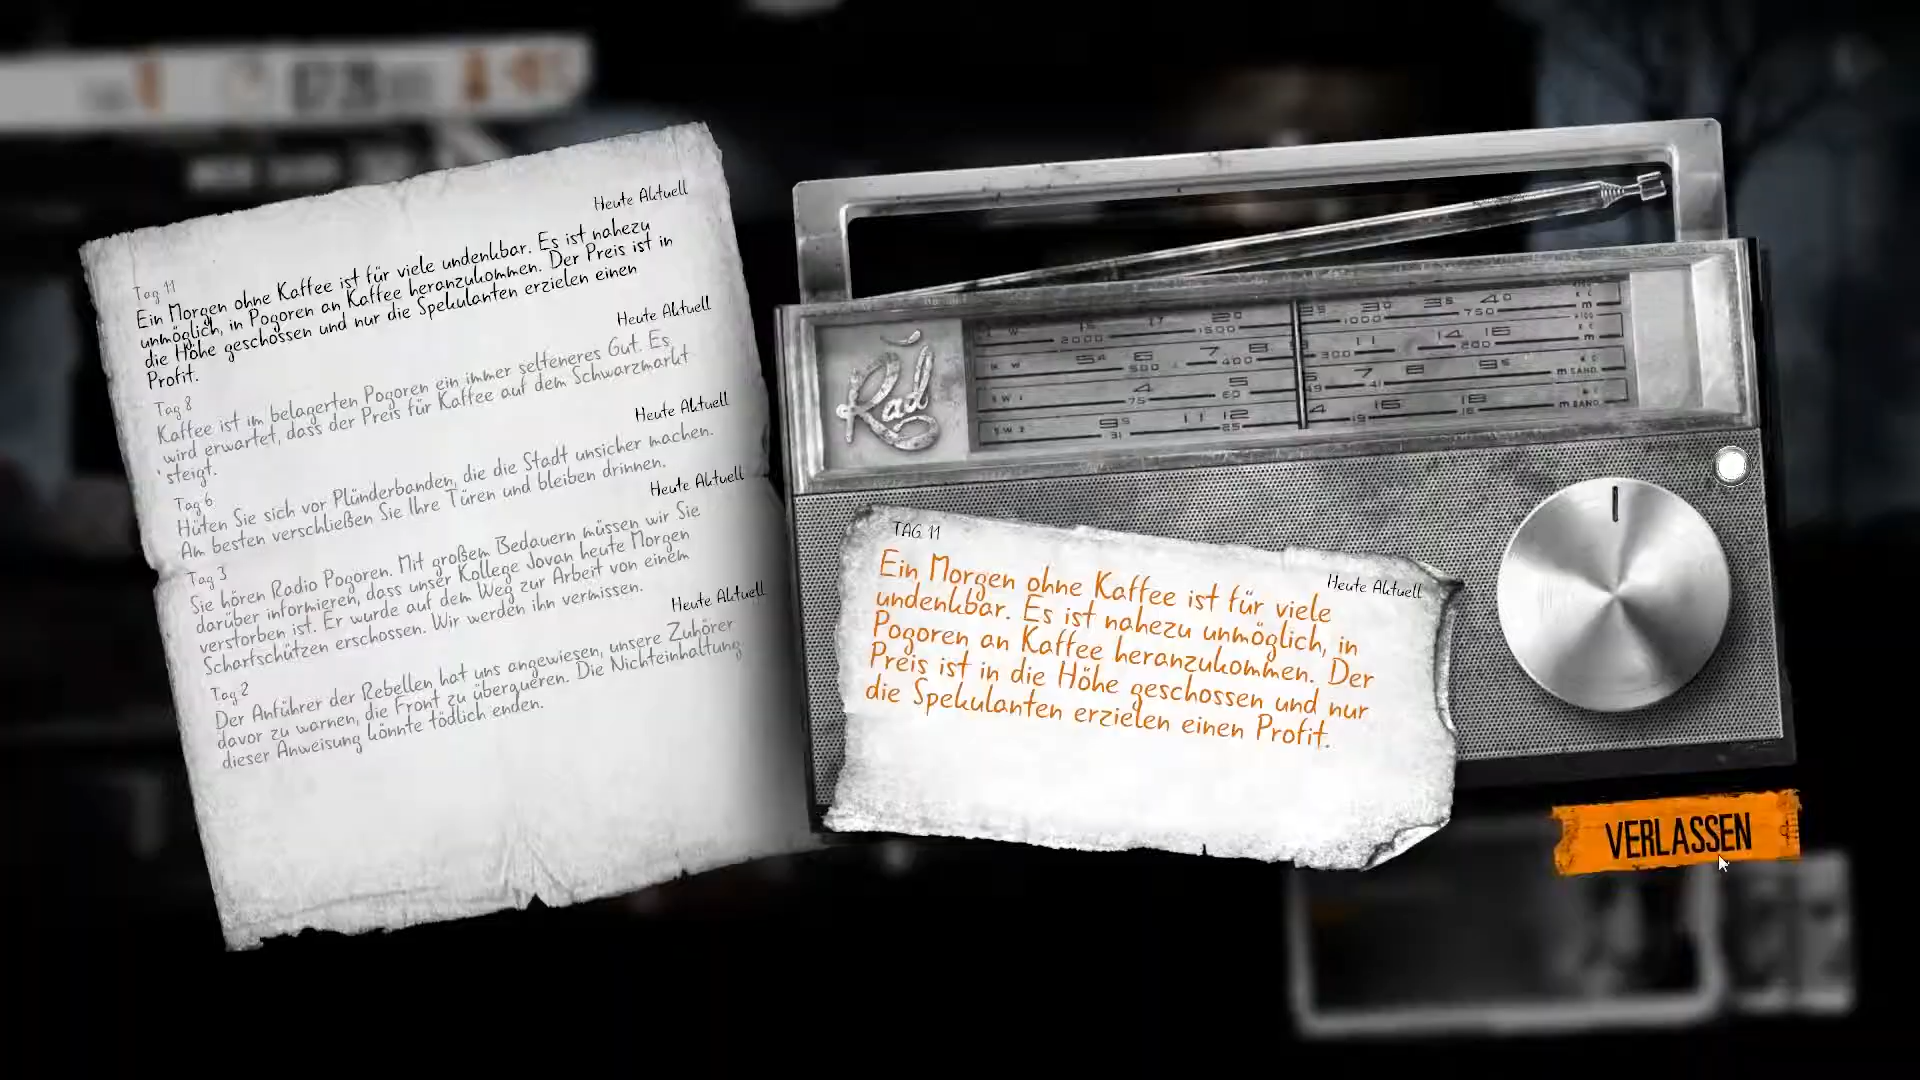 Heute Aktuell
Tag 11
Ein Morgen ohne Kaffee ist für viele undenkbar. Es ist nahezu
unmöglich, in Pogoren an Kaffee heranzukommen. Der Preis ist in
die Höhe geschossen und nur die Spekulanten erzielen einen
Profit.
Heute Aktuell
Tag 8
Kaffee ist im belagerten Pogoren ein immer selteneres Gut. Es
wird erwartet, dass der Preis für Kaffee auf dem Schwarzmarkt
steigt.
Heute Aktuell
Tag 6
Hüten Sie sich vor Plünderbanden, die die Stadt unsicher machen.
Am besten verschließen Sie Ihre Türen und bleiben drinnen.
Heute Aktuell
Tag 3
Sie hören Radio Pogoren. Mit großem Bedauern müssen wir Sie
darüber informieren, dass unser Kollege Jovan heute Morgen
verstorben ist. Er wurde auf dem Weg zur Arbeit von einem
Scharfschützen erschossen. Wir werden ihn vermissen.
Heute Aktuell
Tag 2
Der Anführer der Rebellen hat uns angewiesen, unsere Zuhörer
davor zu warnen, die Front zu überqueren. Die Nichteinhaltung
dieser Anweisung könnte tödlich enden.
Rad
TAG 11
Heute Aktuell
Ein Morgen ohne Kaffee ist für viele
undenkbar. Es ist nahezu unmöglich, in
Pogoren an Kaffee heranzukommen. Der
Preis ist in die Höhe geschossen und nur
die Spekulanten erzielen einen Profit.
VERLASSEN